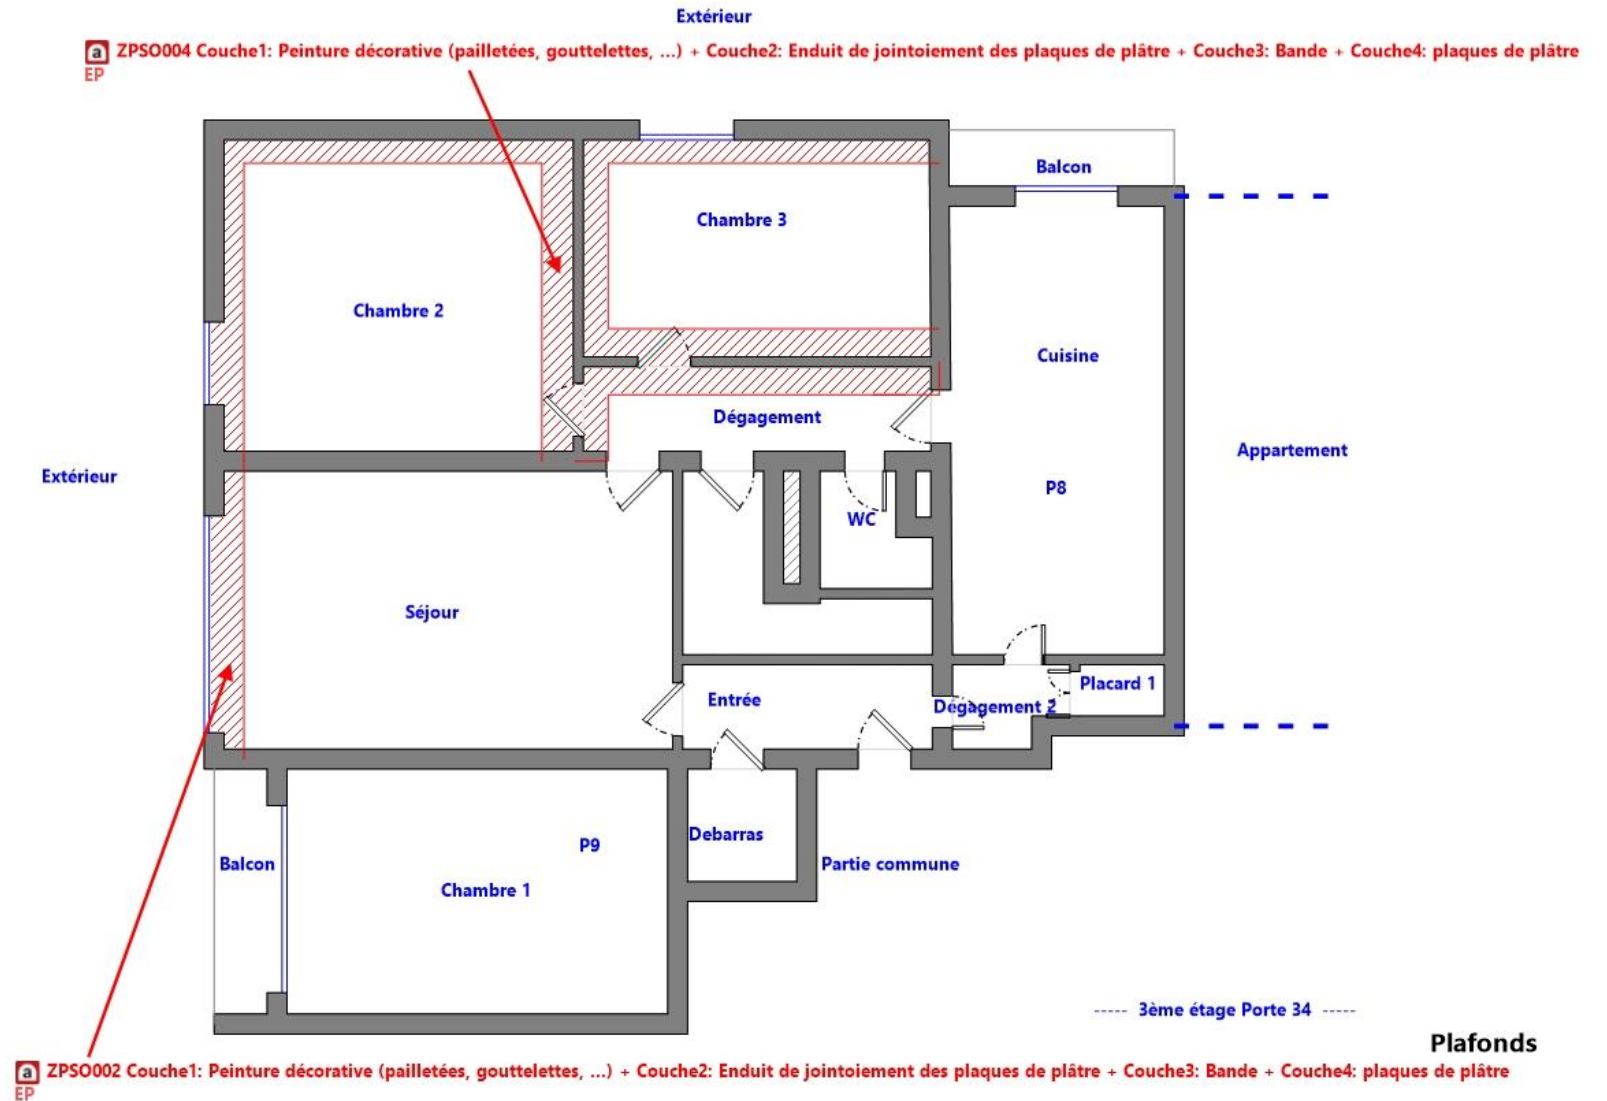 Extérieur
a ZPSO004 Couche1: Peinture décorative (pailletées, gouttelettes, ...) + Couche2: Enduit de jointoiement des plaques de plâtre + Couche3: Bande + Couche4: plaques de plâtre
EP
Balcon
Chambre 3
Chambre 2
Cuisine
Dégagement
Appartement
Extérieur
P8
WC
Séjour
Placard 1
Entrée
Dégagement 2
Debarras
P9
Balcon
Partie commune
Chambre 1
----- 3ème étage Porte 34 -----
Plafonds
a ZPSO002 Couche1: Peinture décorative (pailletées, gouttelettes, ...) + Couche2: Enduit de jointoiement des plaques de plâtre + Couche3: Bande + Couche4: plaques de plâtre
EP